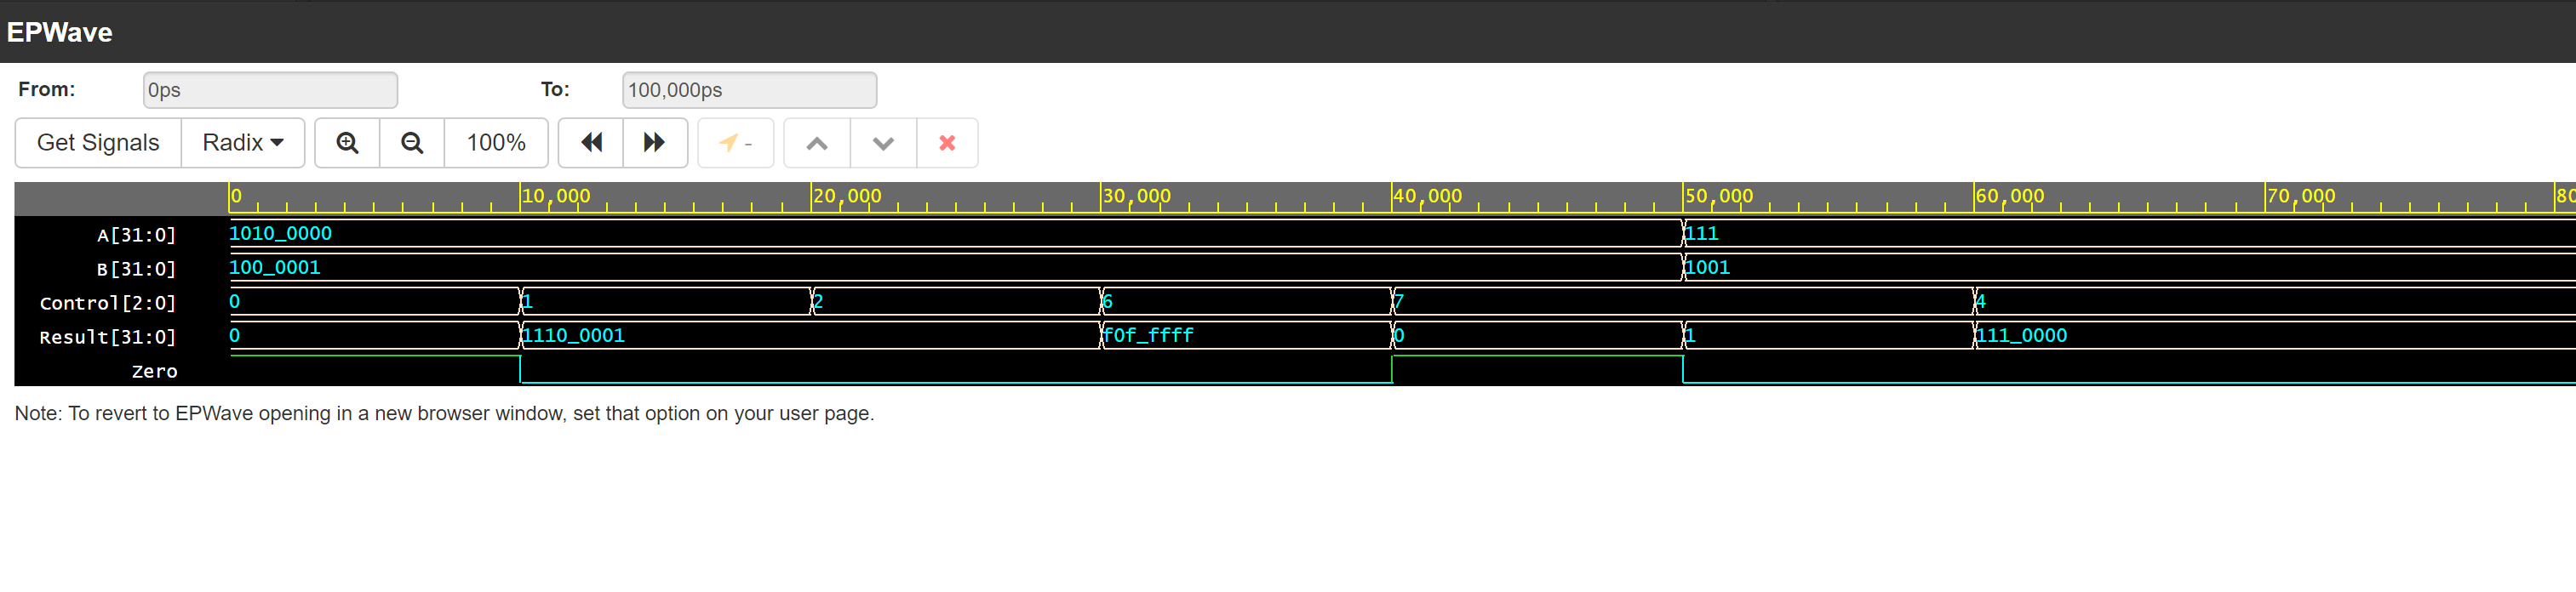 EPWave
From: 0ps To: 100,000ps
Get Signals Radix 100% -
0 10,000 20,000 30,000 40,000 50,000 60,000 70,000 80
A[31:0] 1010_0000 111
B[31:0] 100_0001 1001
Control[2:0] 0 1 2 6 7 4
Result[31:0] 0 1110_0001 f0f_ffff 0 1 111_0000
Zero
Note: To revert to EPWave opening in a new browser window, set that option on your user page.